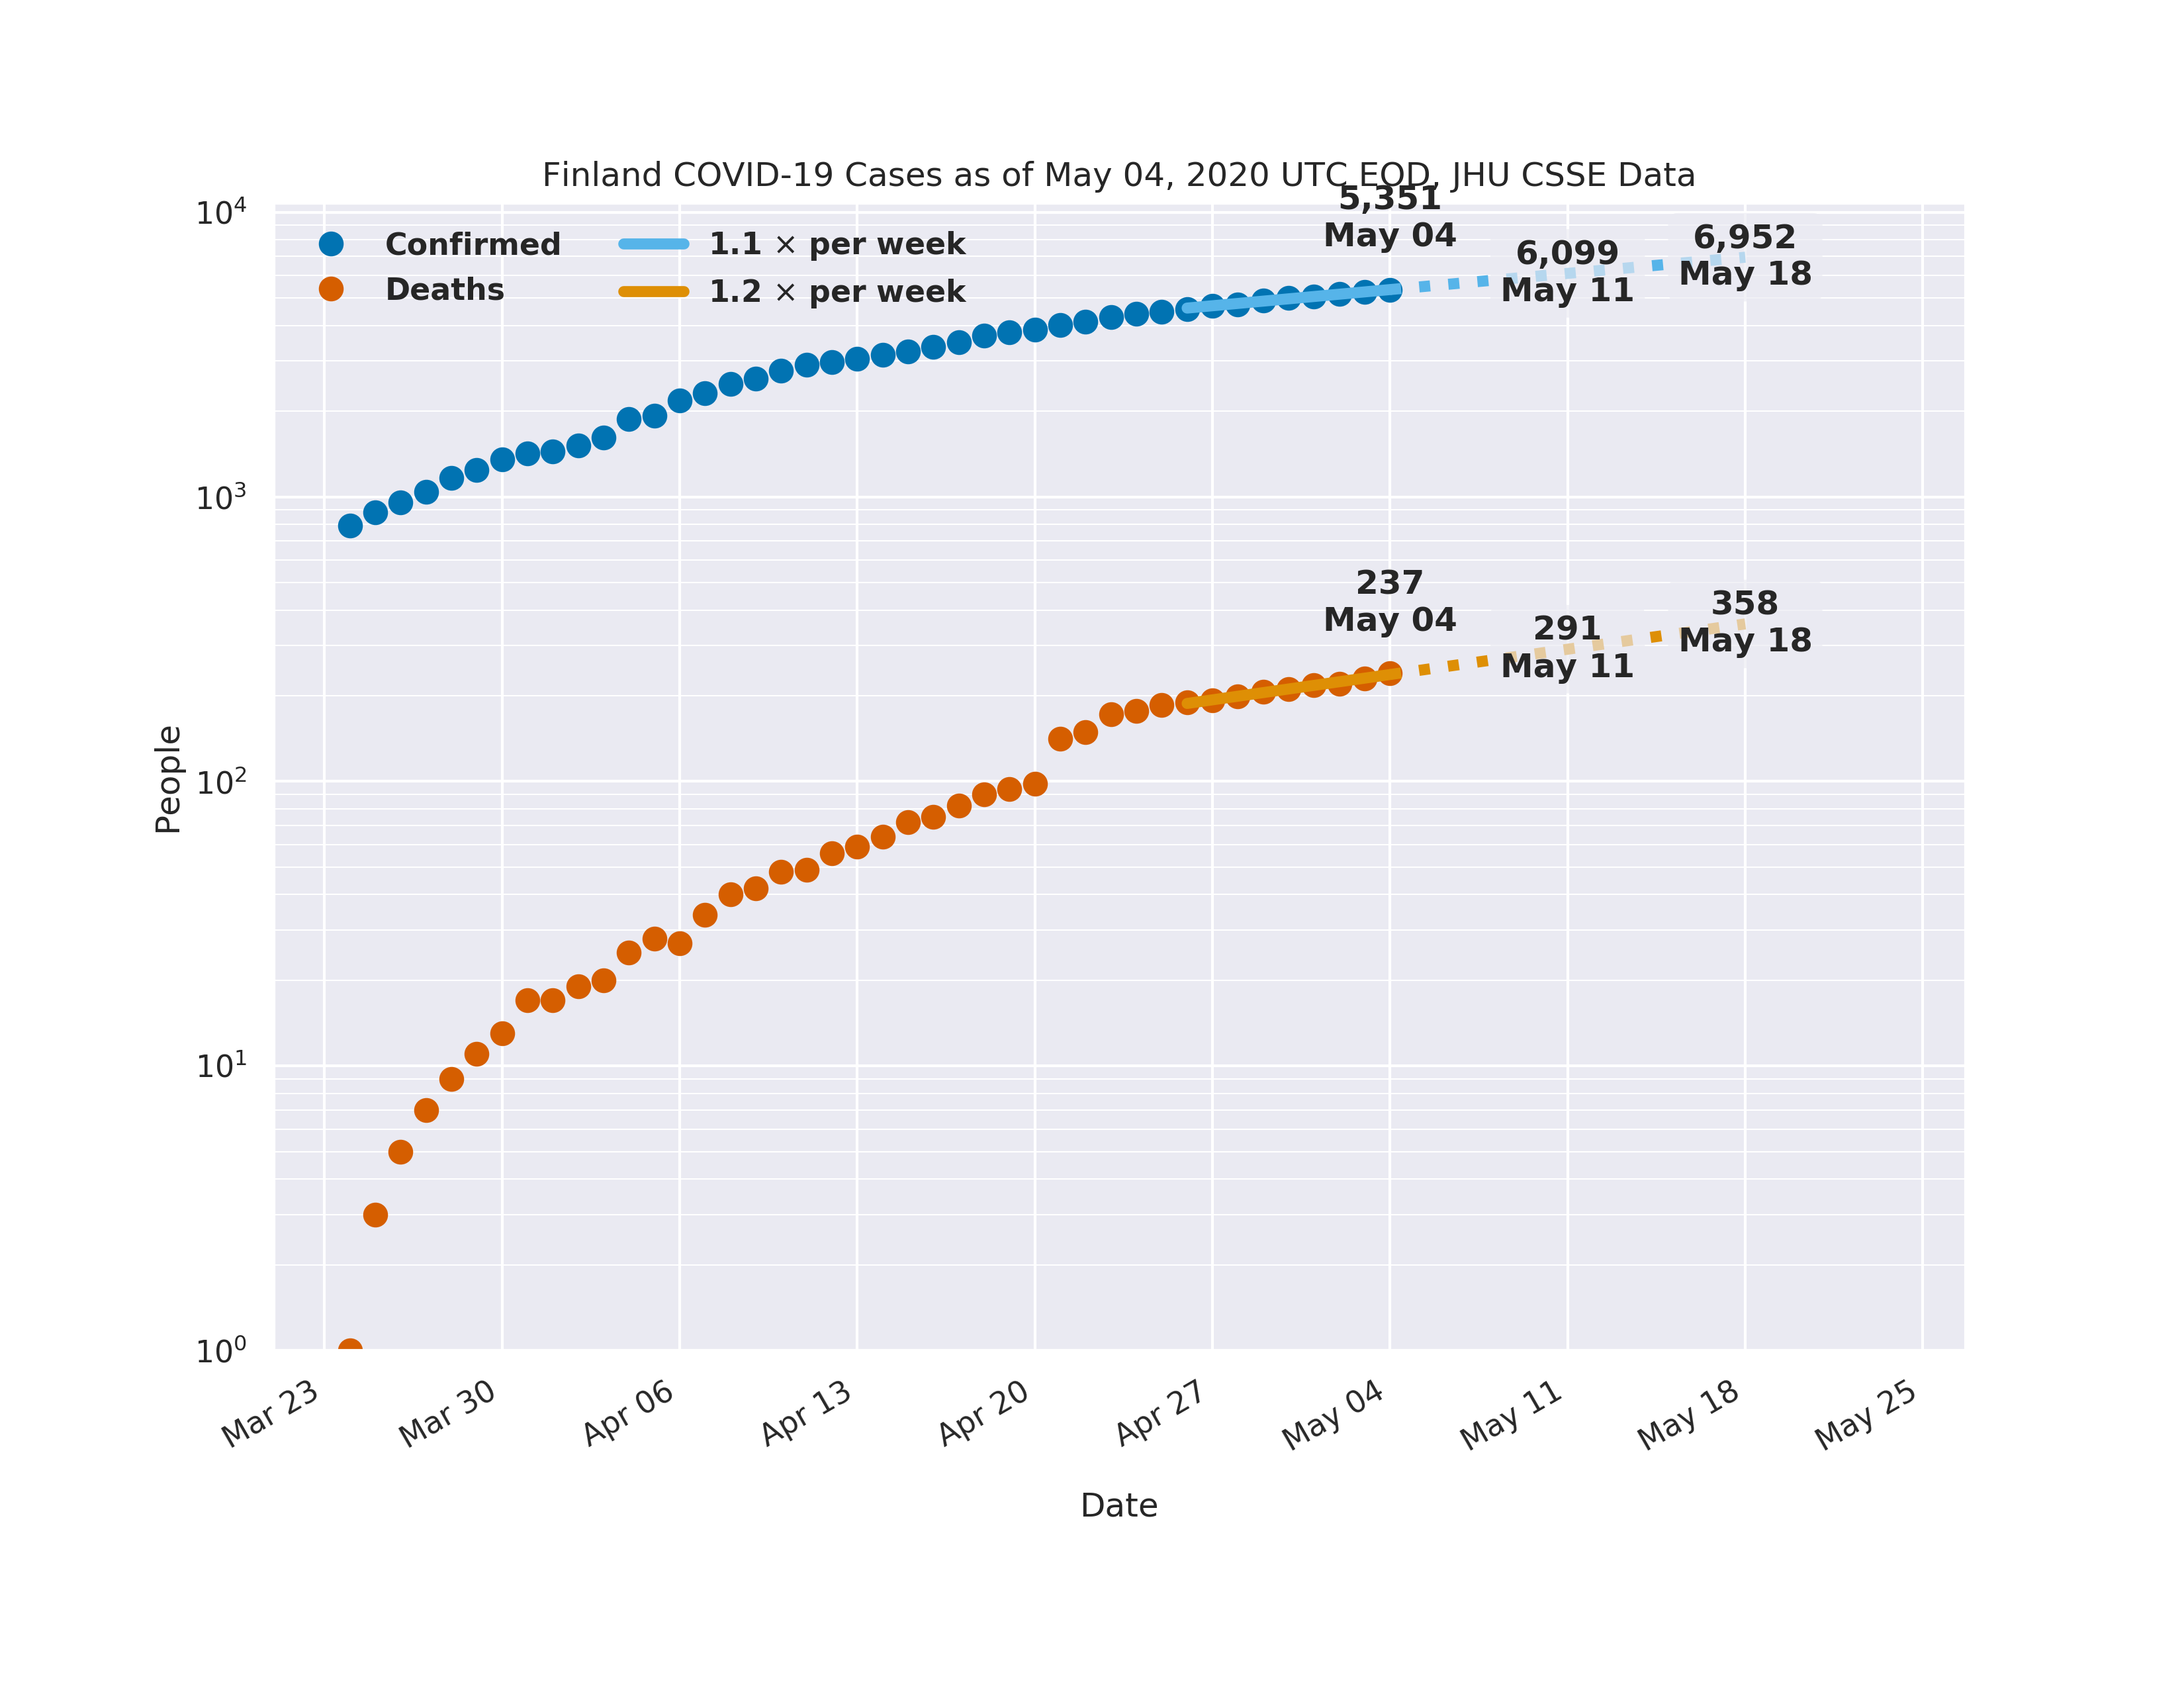 Finland COVID-19 Cases as of May 04, 2020 UTC EOD, JHU CSSE Data
Confirmed
Deaths
1.1 × per week
1.2 × per week
5,351
May 04
6,099
May 11
6,952
May 18
237
May 04
291
May 11
358
May 18
People
10⁴
10³
10²
10¹
10⁰
Mar 23
Mar 30
Apr 06
Apr 13
Apr 20
Apr 27
May 04
May 11
May 18
May 25
Date